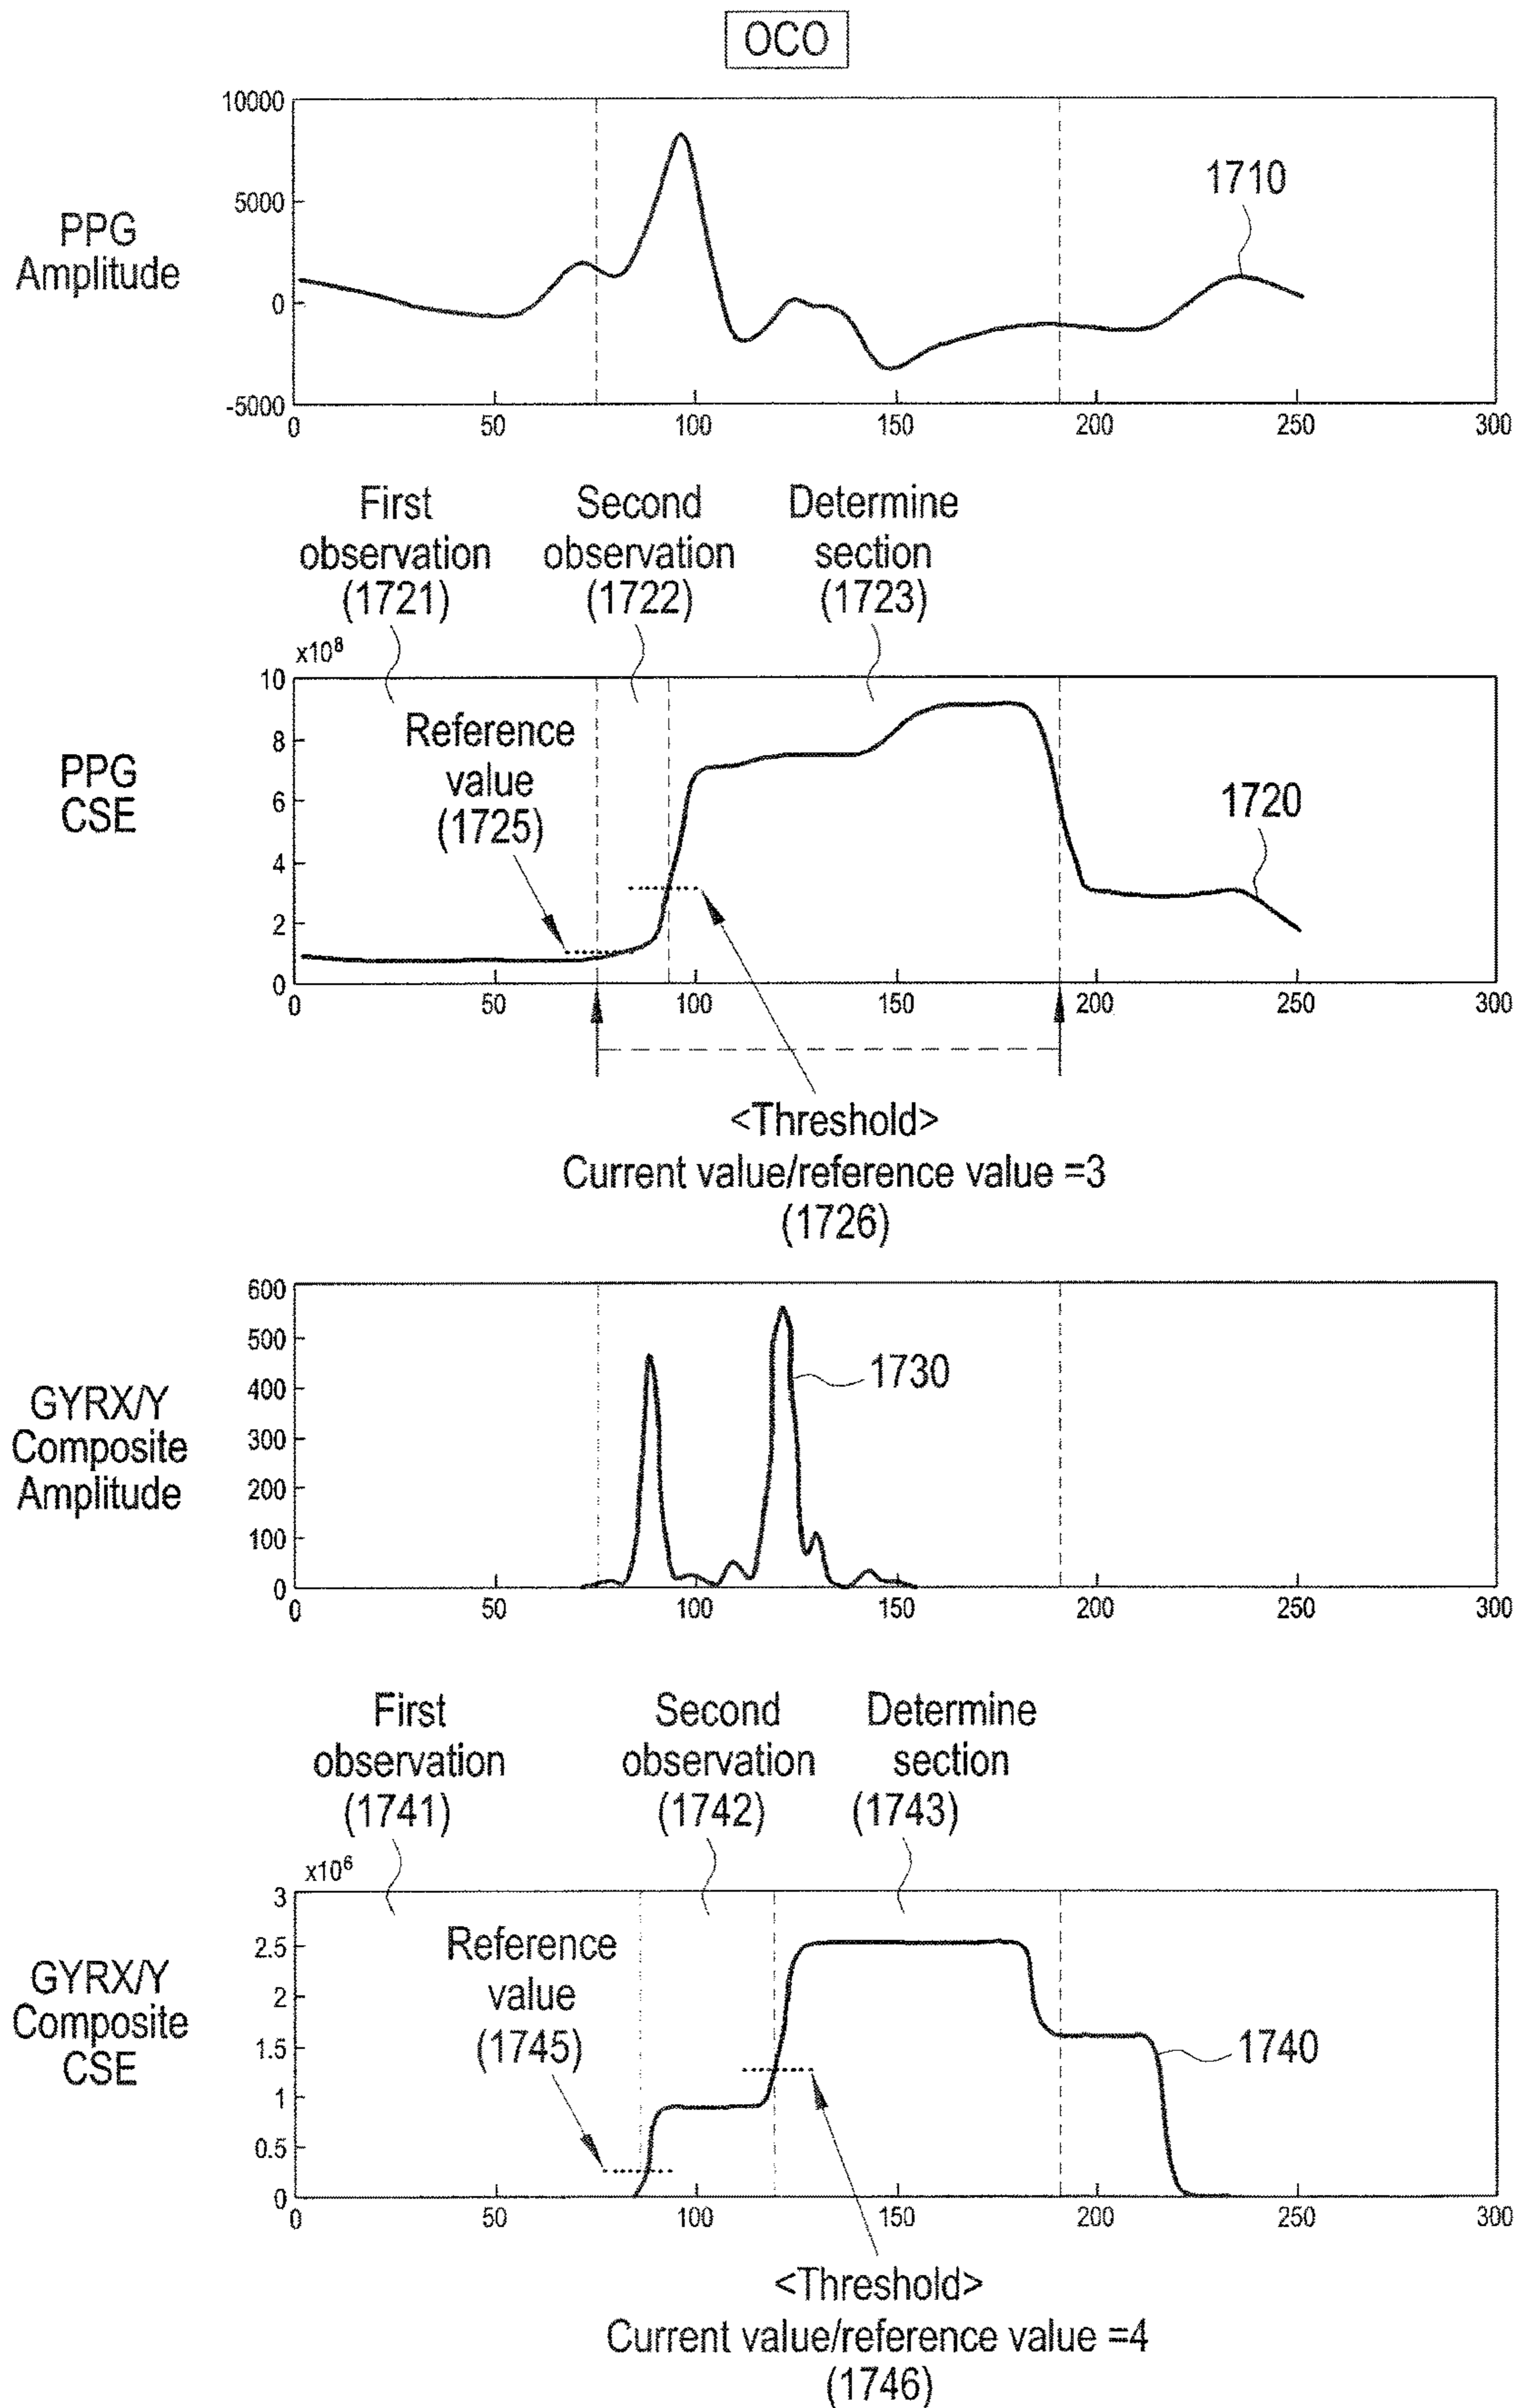 OCO
PPG
Amplitude
10000
5000
0
-5000
0 50 100 150 200 250 300
1710
First
observation
(1721)
Second
observation
(1722)
Determine
section
(1723)
PPG
CSE
x10⁸
10
8
6
4
2
0
0 50 100 150 200 250 300
Reference
value
(1725)
1720
<Threshold>
Current value/reference value =3
(1726)
GYRX/Y
Composite
Amplitude
600
500
400
300
200
100
0
0 50 100 150 200 250 300
1730
First
observation
(1741)
Second
observation
(1742)
Determine
section
(1743)
GYRX/Y
Composite
CSE
x10⁶
3
2.5
2
1.5
1
0.5
0
0 50 100 150 200 250 300
Reference
value
(1745)
1740
<Threshold>
Current value/reference value =4
(1746)